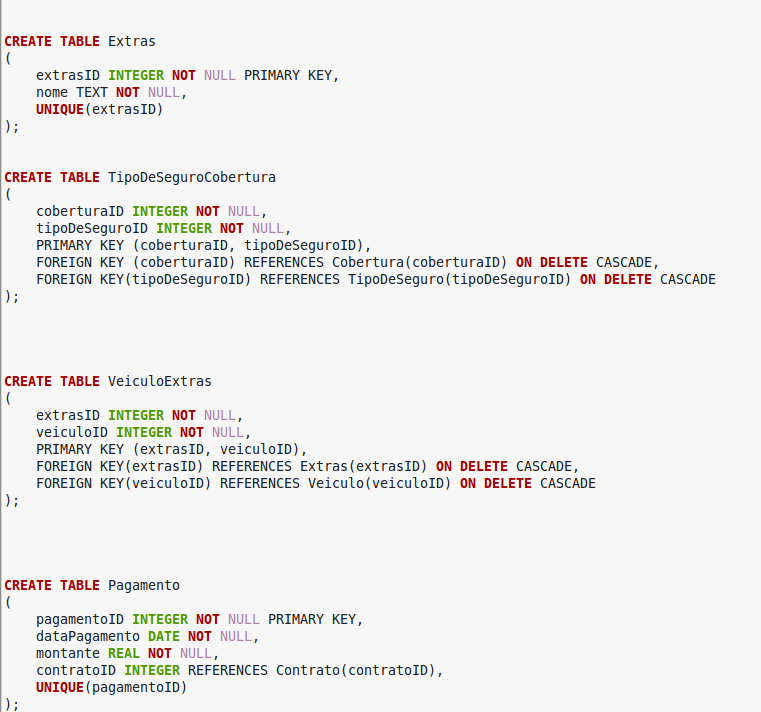 CREATE TABLE Extras
(
    extrasID INTEGER NOT NULL PRIMARY KEY,
    nome TEXT NOT NULL,
    UNIQUE(extrasID)
);
CREATE TABLE TipoDeSeguroCobertura
(
    coberturaID INTEGER NOT NULL,
    tipoDeSeguroID INTEGER NOT NULL,
    PRIMARY KEY (coberturaID, tipoDeSeguroID),
    FOREIGN KEY (coberturaID) REFERENCES Cobertura(coberturaID) ON DELETE CASCADE,
    FOREIGN KEY(tipoDeSeguroID) REFERENCES TipoDeSeguro(tipoDeSeguroID) ON DELETE CASCADE
);
CREATE TABLE VeiculoExtras
(
    extrasID INTEGER NOT NULL,
    veiculoID INTEGER NOT NULL,
    PRIMARY KEY (extrasID, veiculoID),
    FOREIGN KEY(extrasID) REFERENCES Extras(extrasID) ON DELETE CASCADE,
    FOREIGN KEY(veiculoID) REFERENCES Veiculo(veiculoID) ON DELETE CASCADE
);
CREATE TABLE Pagamento
(
    pagamentoID INTEGER NOT NULL PRIMARY KEY,
    dataPagamento DATE NOT NULL,
    montante REAL NOT NULL,
    contratoID INTEGER REFERENCES Contrato(contratoID),
    UNIQUE(pagamentoID)
);